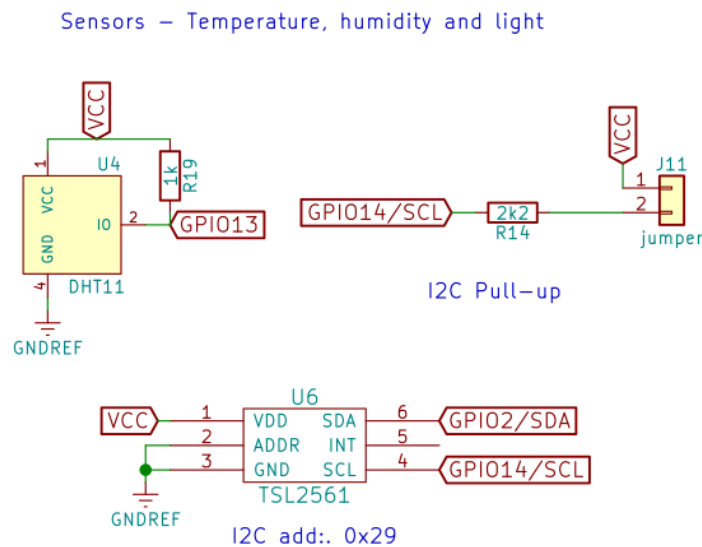 Sensors – Temperature, humidity and light
VCC
1
U4
VCC
1k
R19
IO
2
GPIO13
GND
4
DHT11
GNDREF
VCC
J11
1
GPIO14/SCL
2k2
2
R14
jumper
I2C Pull–up
U6
VCC
1
VDD
SDA
6
GPIO2/SDA
2
ADDR
INT
5
3
GND
SCL
4
GPIO14/SCL
TSL2561
GNDREF
I2C add:. 0x29